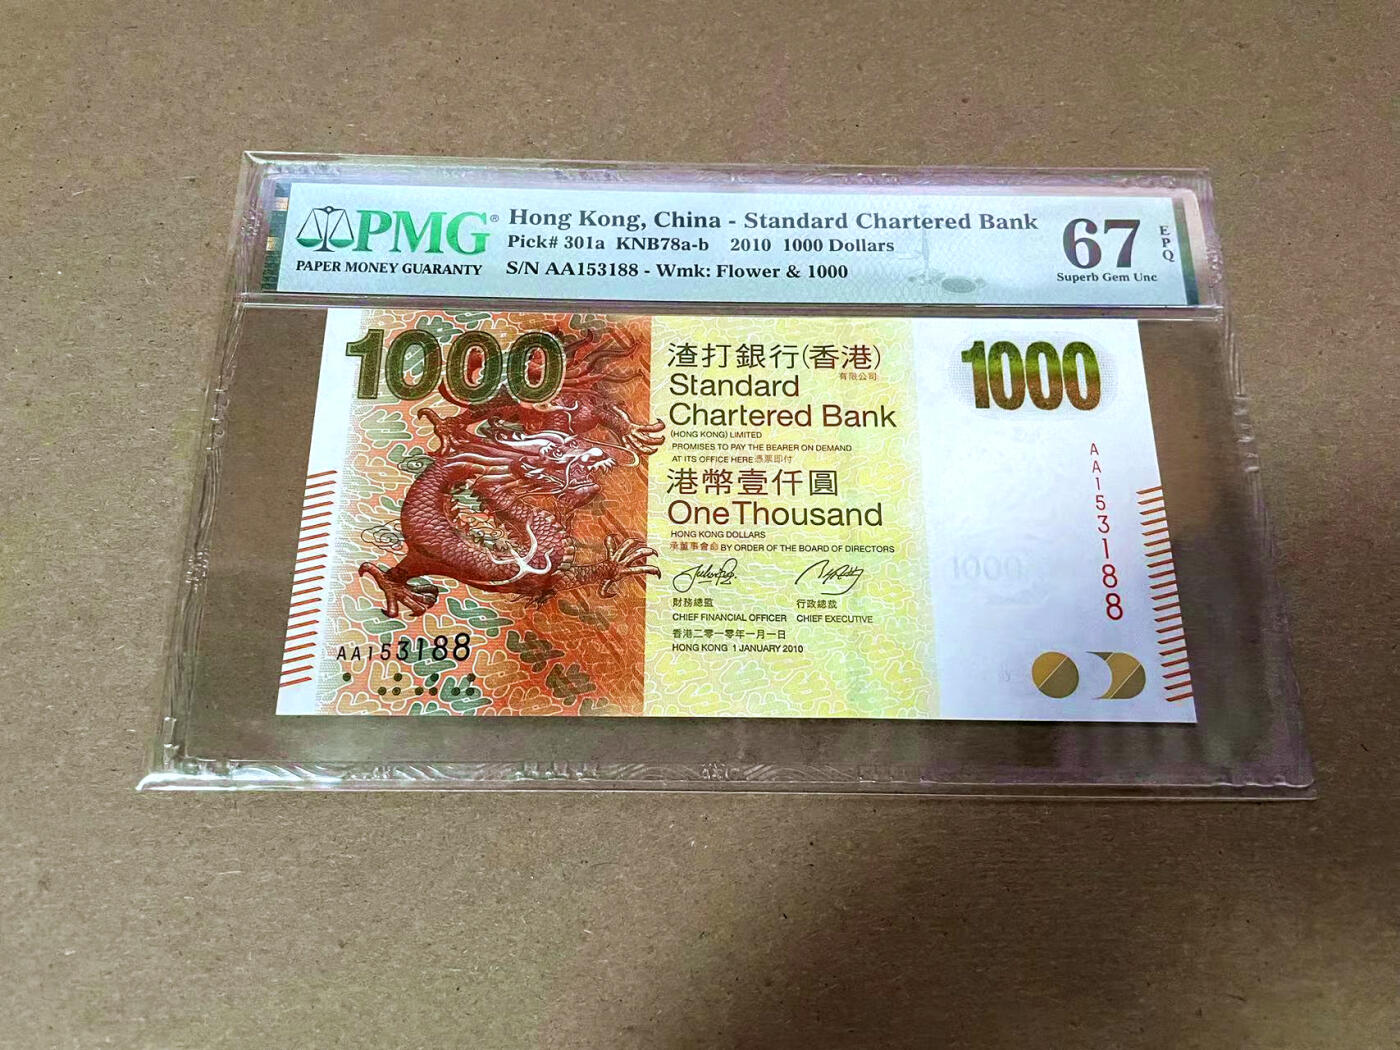 PMG®
PAPER MONEY GUARANTY
Hong Kong, China - Standard Chartered Bank
Pick# 301a KNB78a-b 2010 1000 Dollars
S/N AA153188 - Wmk: Flower & 1000
67
EPQ
Superb Gem Unc
1000
渣打銀行(香港)
有限公司
Standard
Chartered Bank
(HONG KONG) LIMITED
PROMISES TO PAY THE BEARER ON DEMAND
AT ITS OFFICE HERE 憑票即付
港幣壹仟圓
One Thousand
HONG KONG DOLLARS
承董事會命 BY ORDER OF THE BOARD OF DIRECTORS
財務總監 行政總裁
CHIEF FINANCIAL OFFICER CHIEF EXECUTIVE
香港二零一零年一月一日
HONG KONG 1 JANUARY 2010
AA153188
1000
AA153188
1000